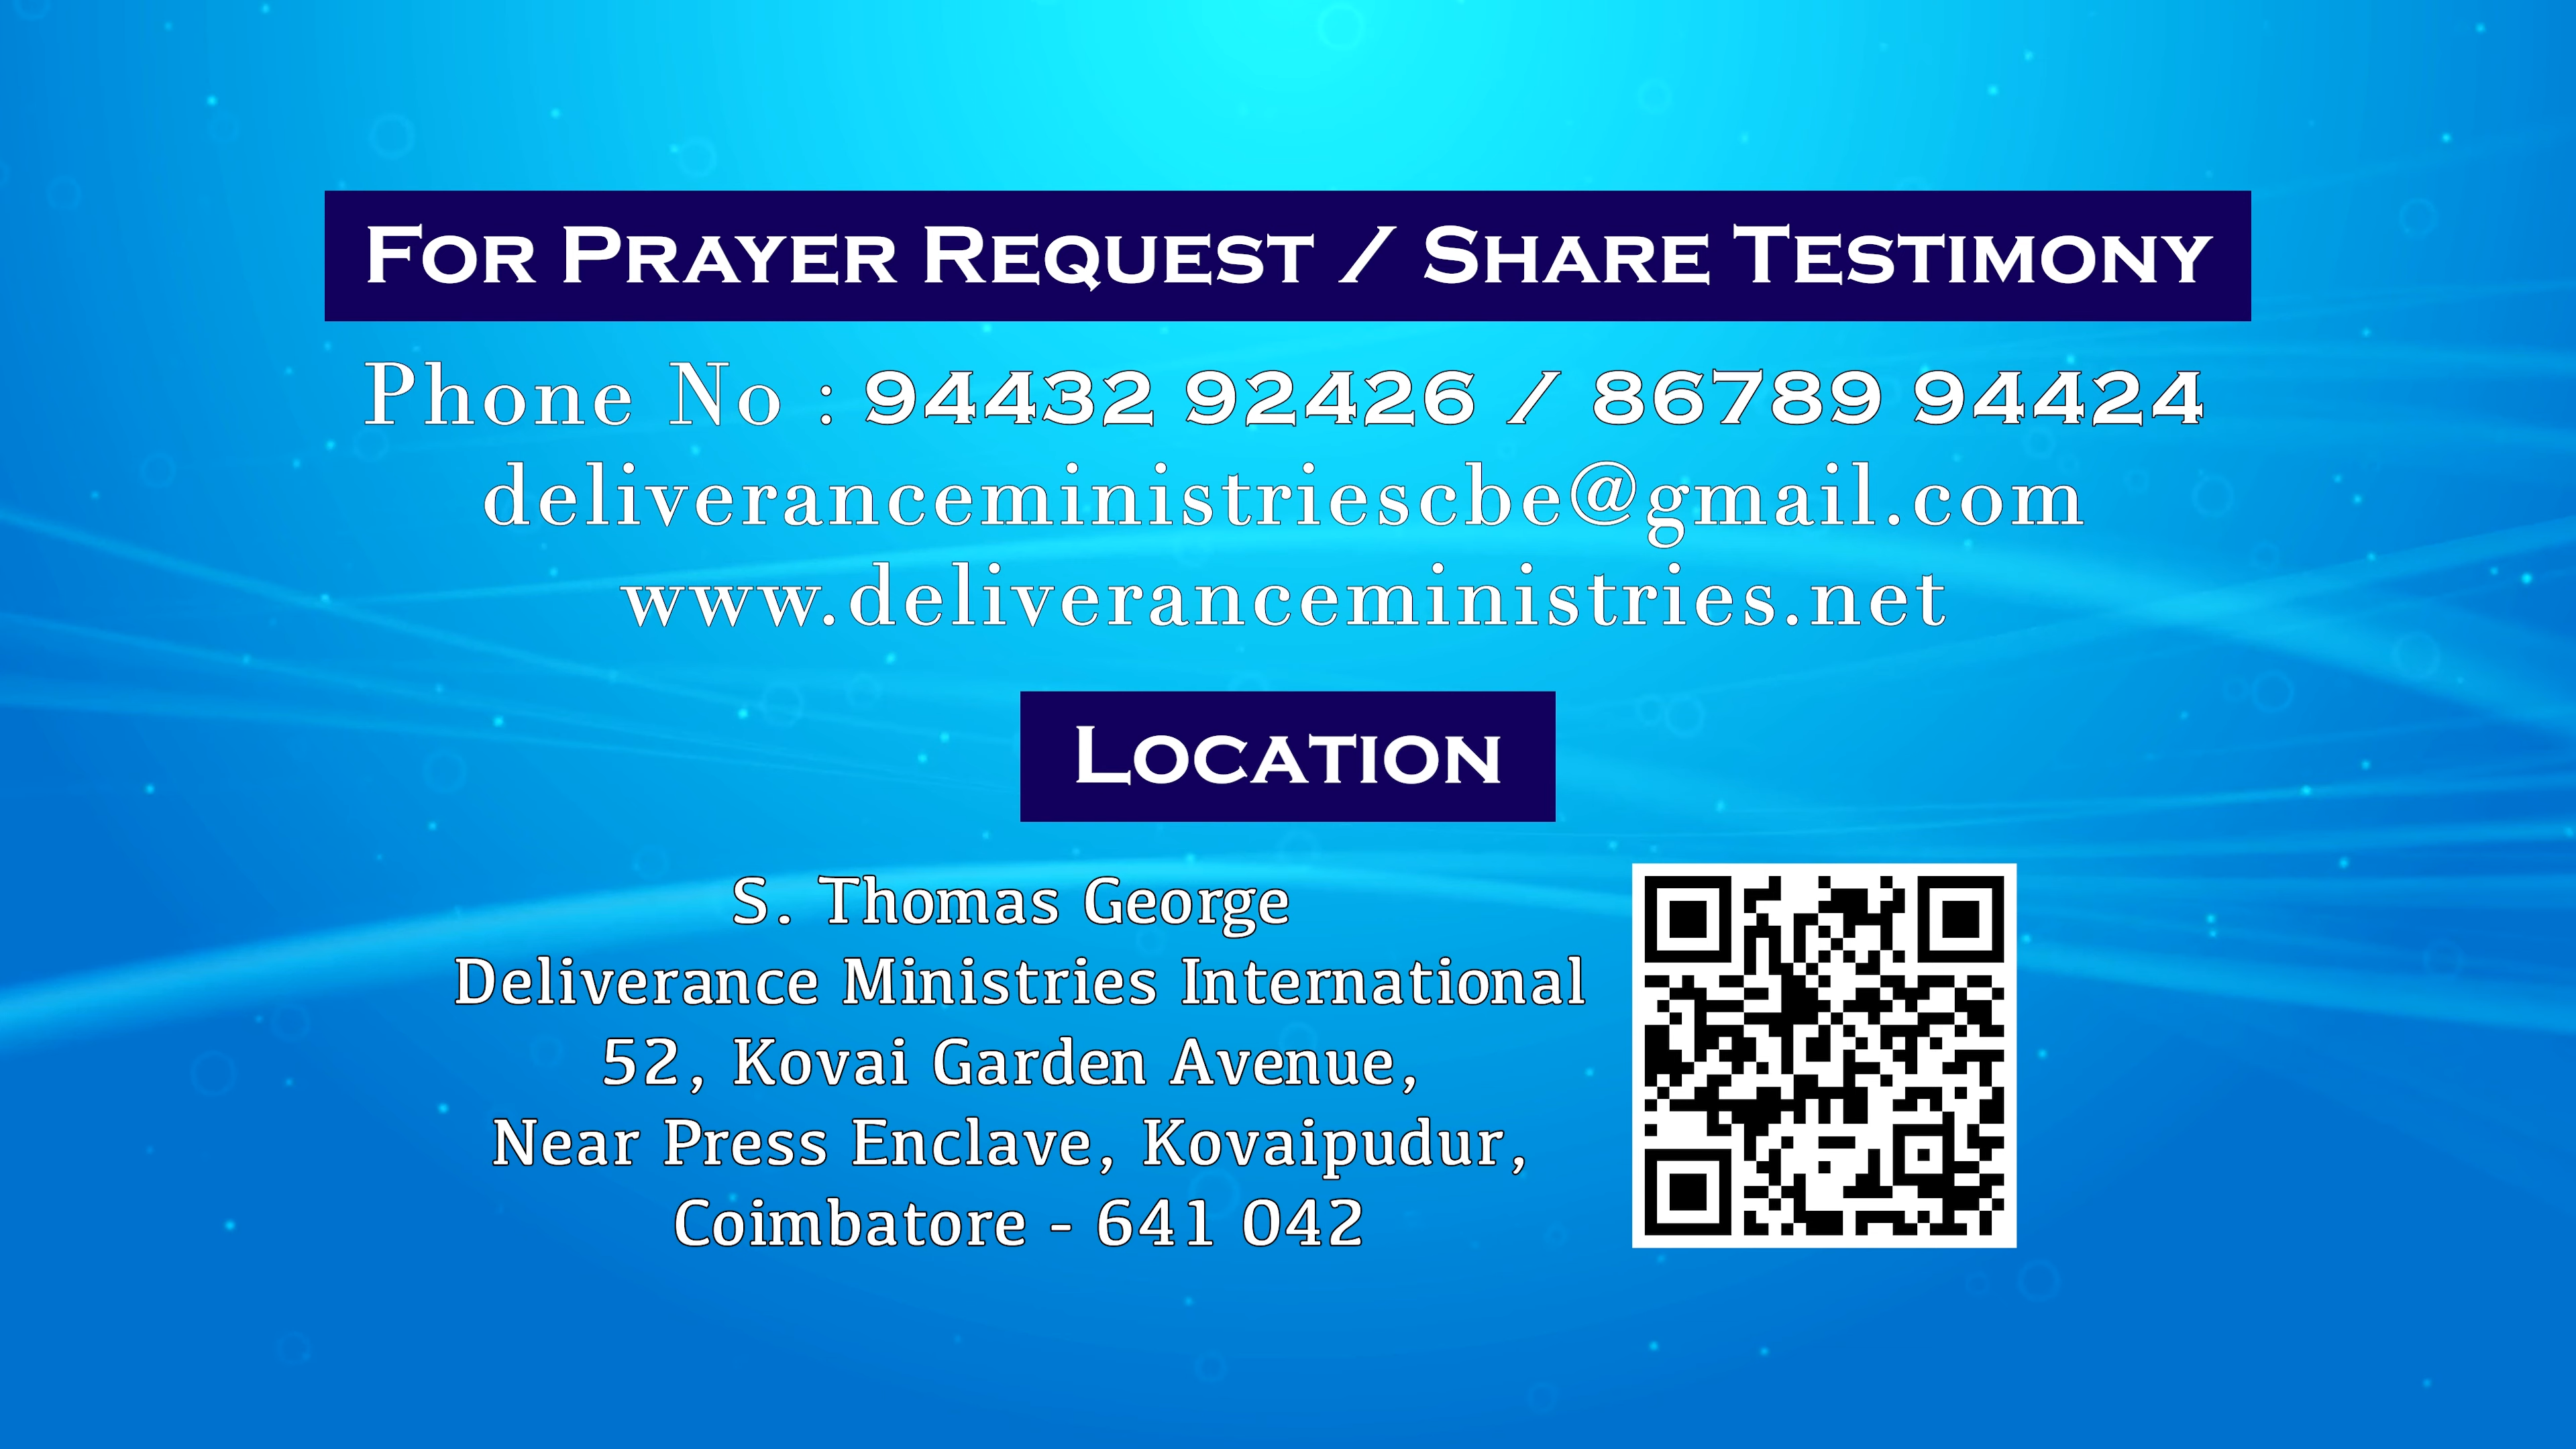 For Prayer Request / Share Testimony
Phone No : 94432 92426 / 86789 94424
deliveranceministriescbe@gmail.com
www.deliveranceministries.net
Location
S. Thomas George
Deliverance Ministries International
52, Kovai Garden Avenue,
Near Press Enclave, Kovaipudur,
Coimbatore - 641 042